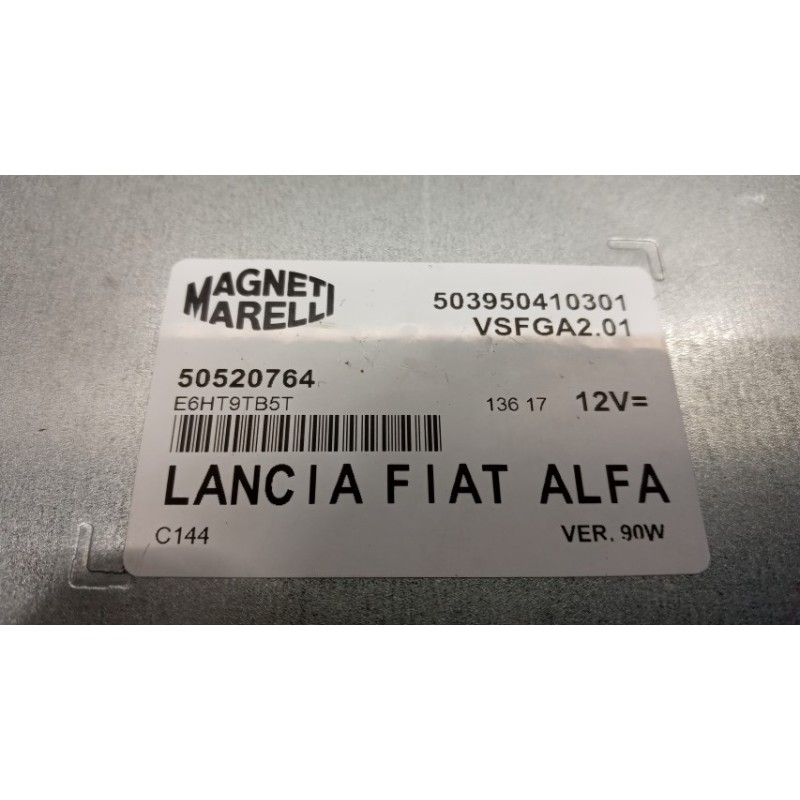 MAGNETI
MARELLI
503950410301
VSFGA2.01
50520764
E6HT9TB5T
136 17 12V=
LANCIA FIAT ALFA
C144 VER. 90W